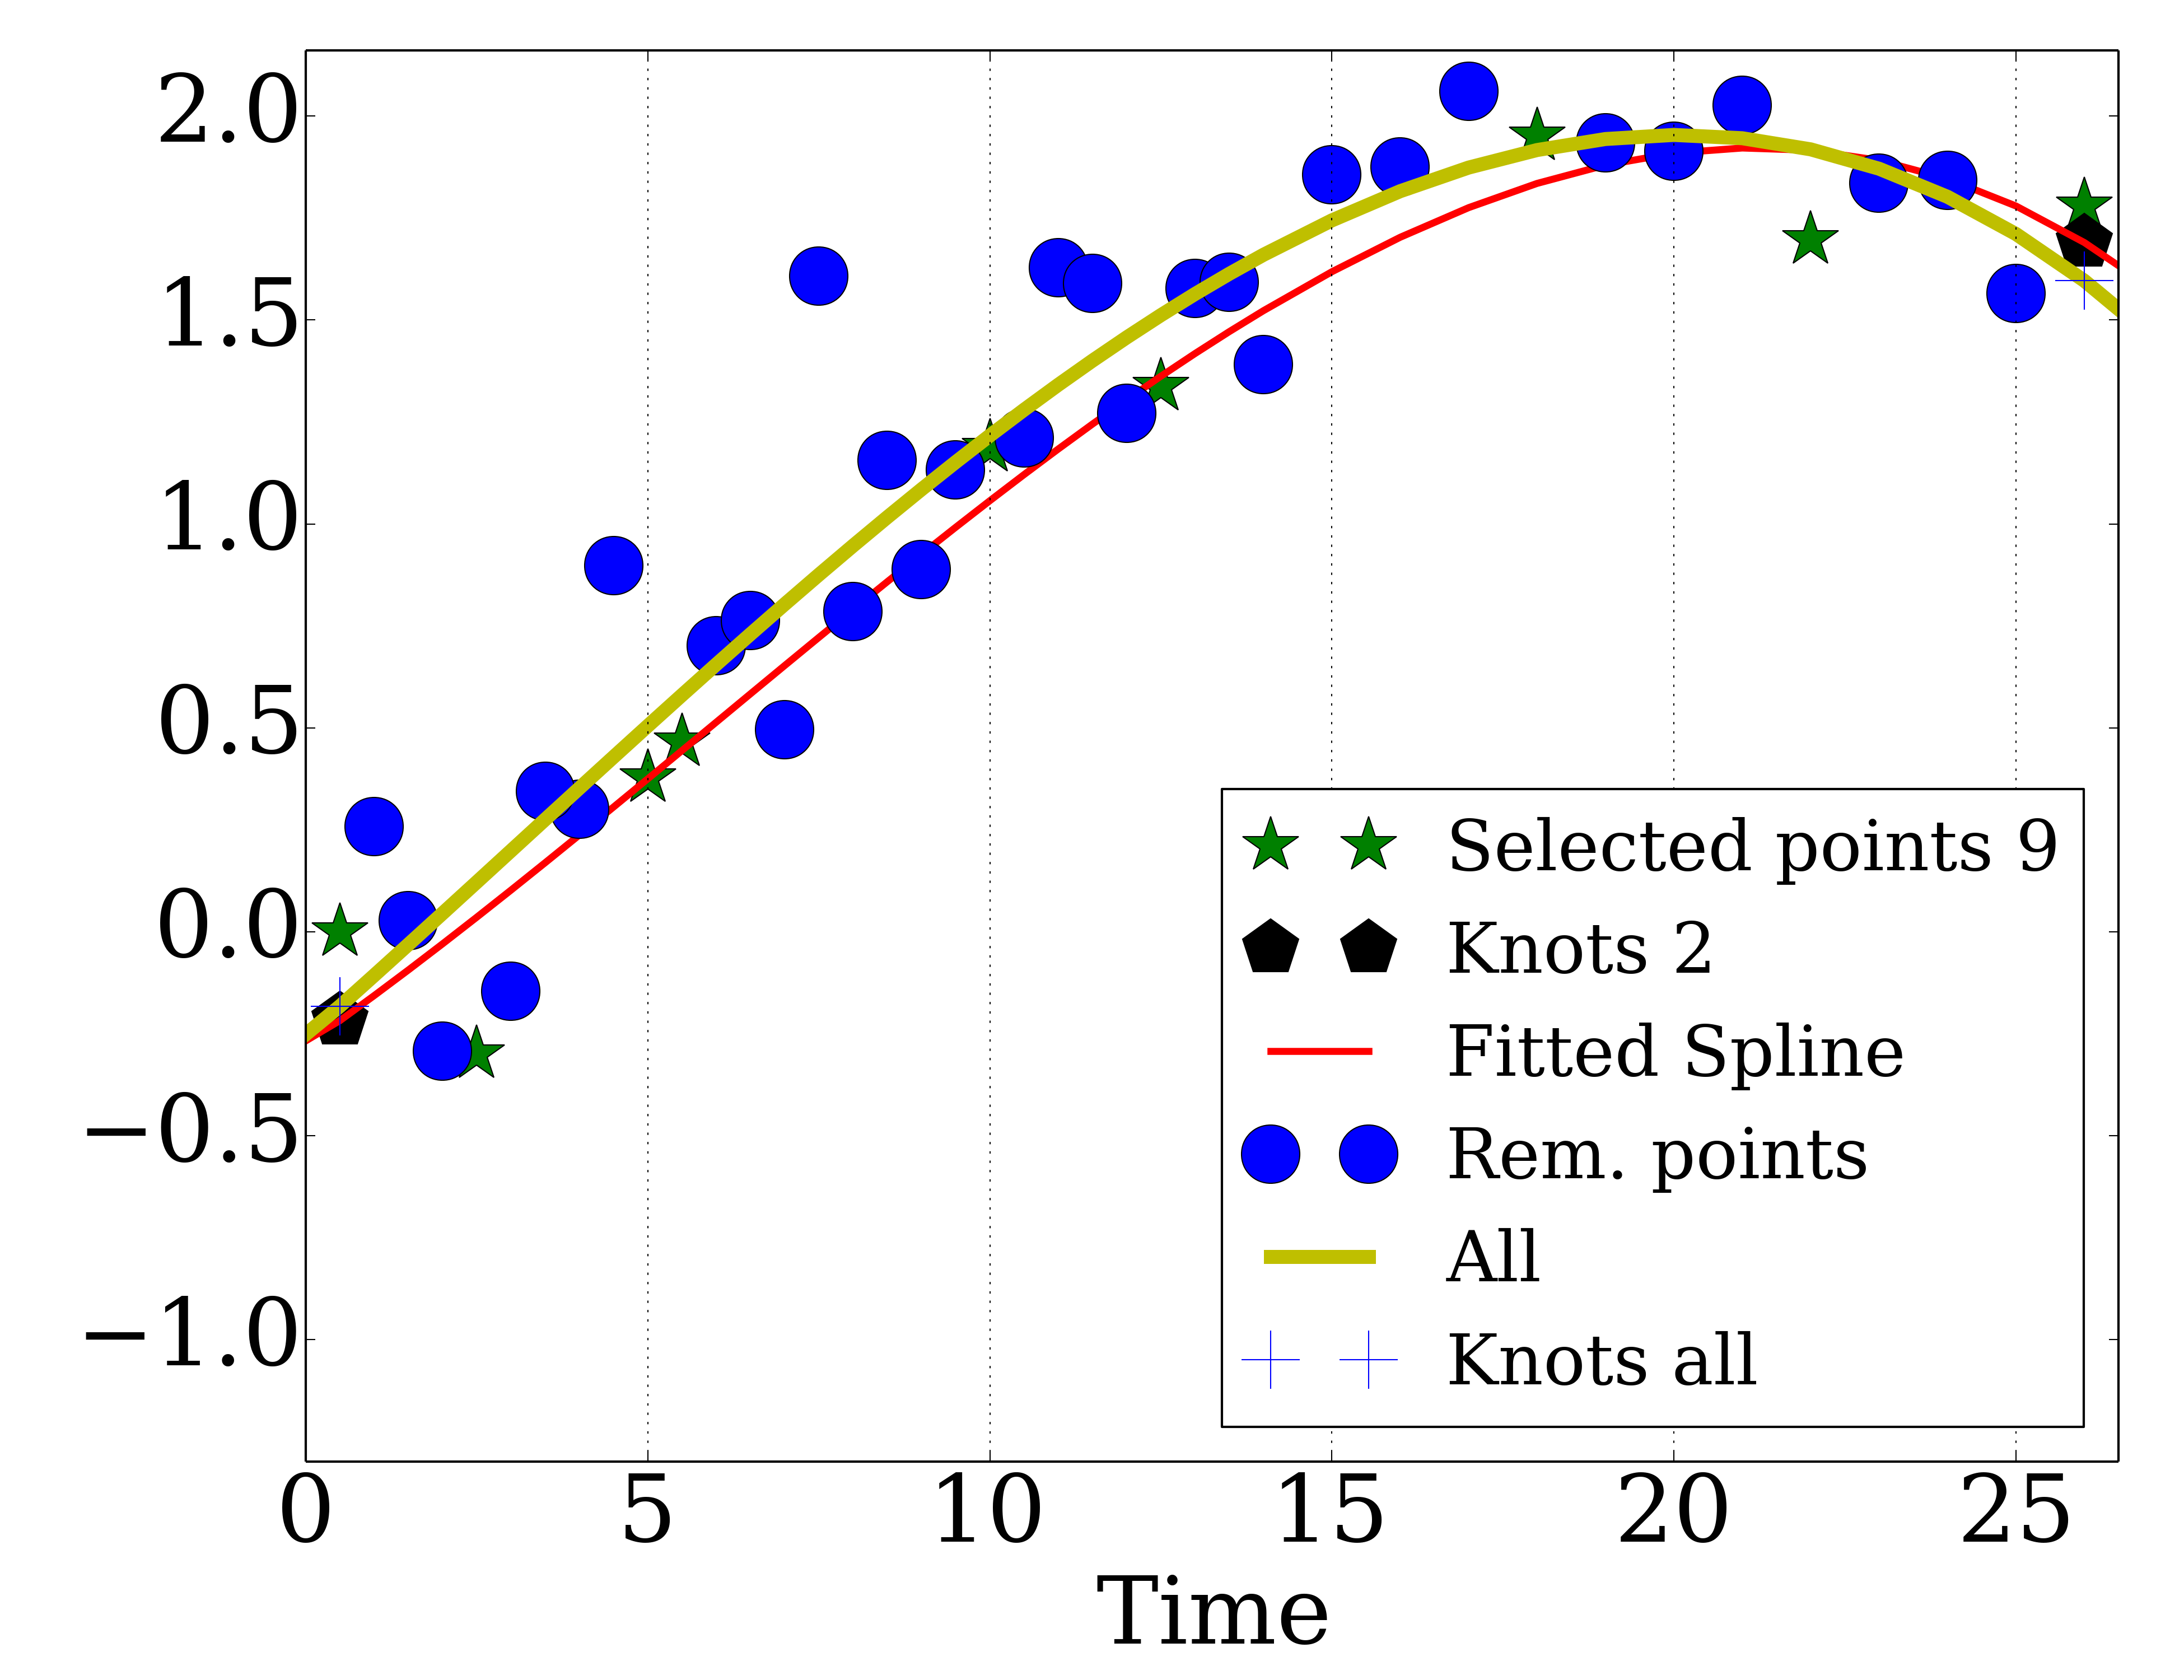 2.0
1.5
1.0
0.5
0.0
−0.5
−1.0
Selected points 9
Knots 2
Fitted Spline
Rem. points
All
Knots all
0 5 10 15 20 25
Time